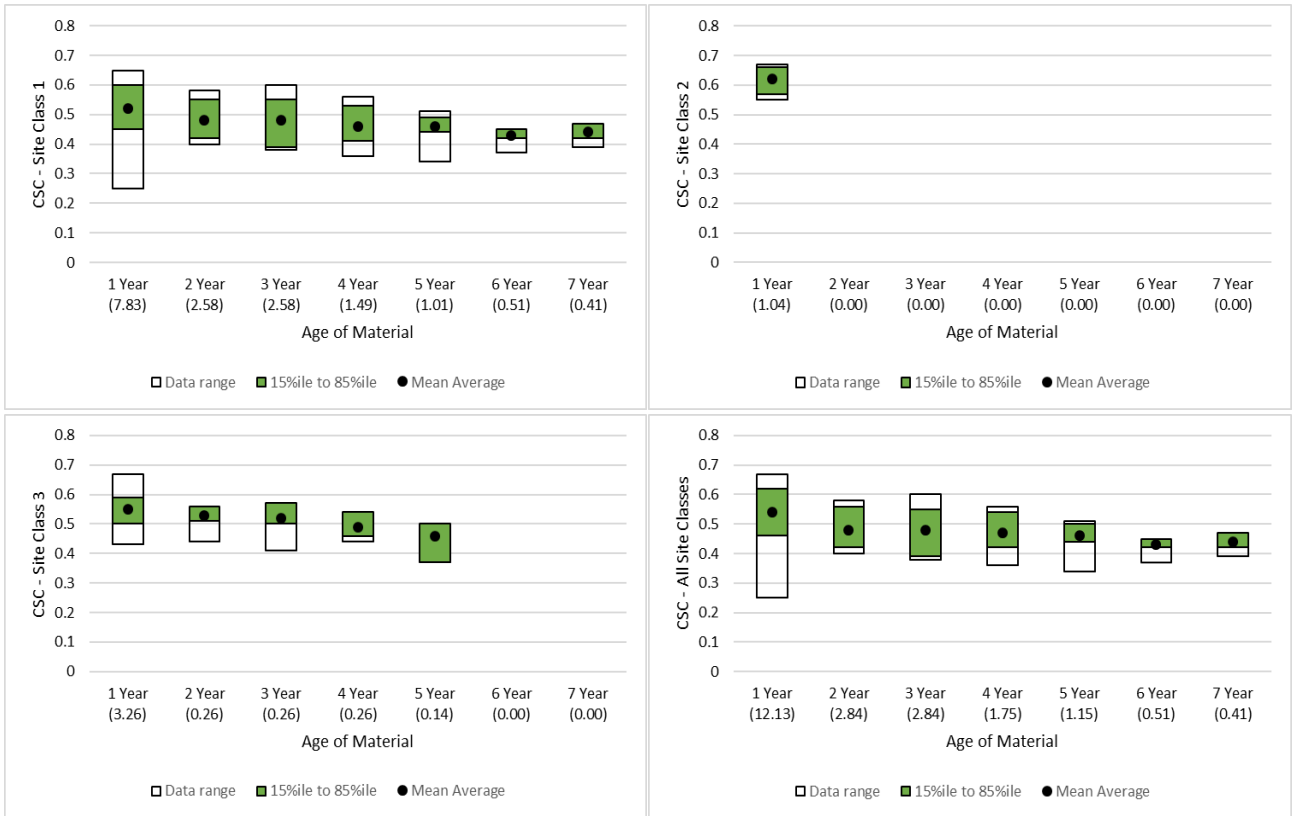 CSC - Site Class 1
0.8
0.7
0.6
0.5
0.4
0.3
0.2
0.1
0
1 Year 2 Year 3 Year 4 Year 5 Year 6 Year 7 Year
(7.83) (2.58) (2.58) (1.49) (1.01) (0.51) (0.41)
Age of Material
Data range 15%ile to 85%ile Mean Average
CSC - Site Class 2
0.8
0.7
0.6
0.5
0.4
0.3
0.2
0.1
0
1 Year 2 Year 3 Year 4 Year 5 Year 6 Year 7 Year
(1.04) (0.00) (0.00) (0.00) (0.00) (0.00) (0.00)
Age of Material
Data range 15%ile to 85%ile Mean Average
CSC - Site Class 3
0.8
0.7
0.6
0.5
0.4
0.3
0.2
0.1
0
1 Year 2 Year 3 Year 4 Year 5 Year 6 Year 7 Year
(3.26) (0.26) (0.26) (0.26) (0.14) (0.00) (0.00)
Age of Material
Data range 15%ile to 85%ile Mean Average
CSC - All Site Classes
0.8
0.7
0.6
0.5
0.4
0.3
0.2
0.1
0
1 Year 2 Year 3 Year 4 Year 5 Year 6 Year 7 Year
(12.13) (2.84) (2.84) (1.75) (1.15) (0.51) (0.41)
Age of Material
Data range 15%ile to 85%ile Mean Average